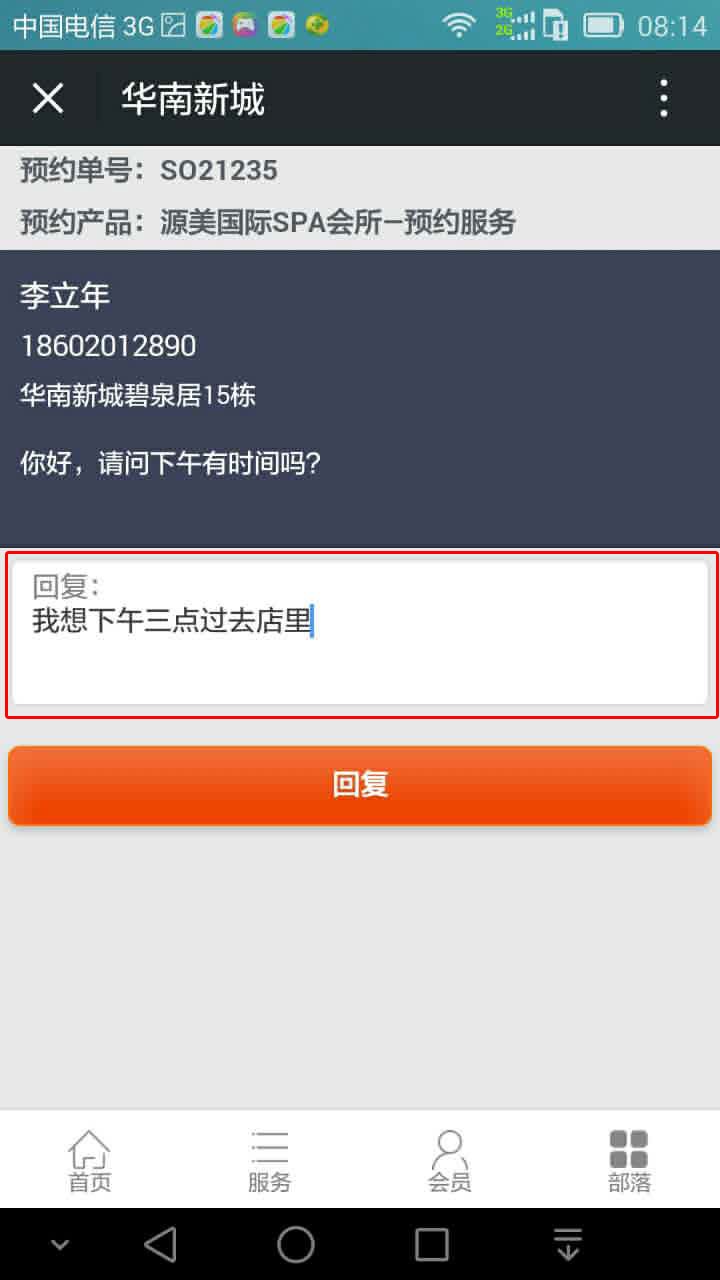 中国电信 3G
3G
2G
08:14
华南新城
预约单号：SO21235
预约产品：源美国际SPA会所—预约服务
李立年
18602012890
华南新城碧泉居15栋
你好，请问下午有时间吗?
回复：
我想下午三点过去店里
回复
首页 服务 会员 部落